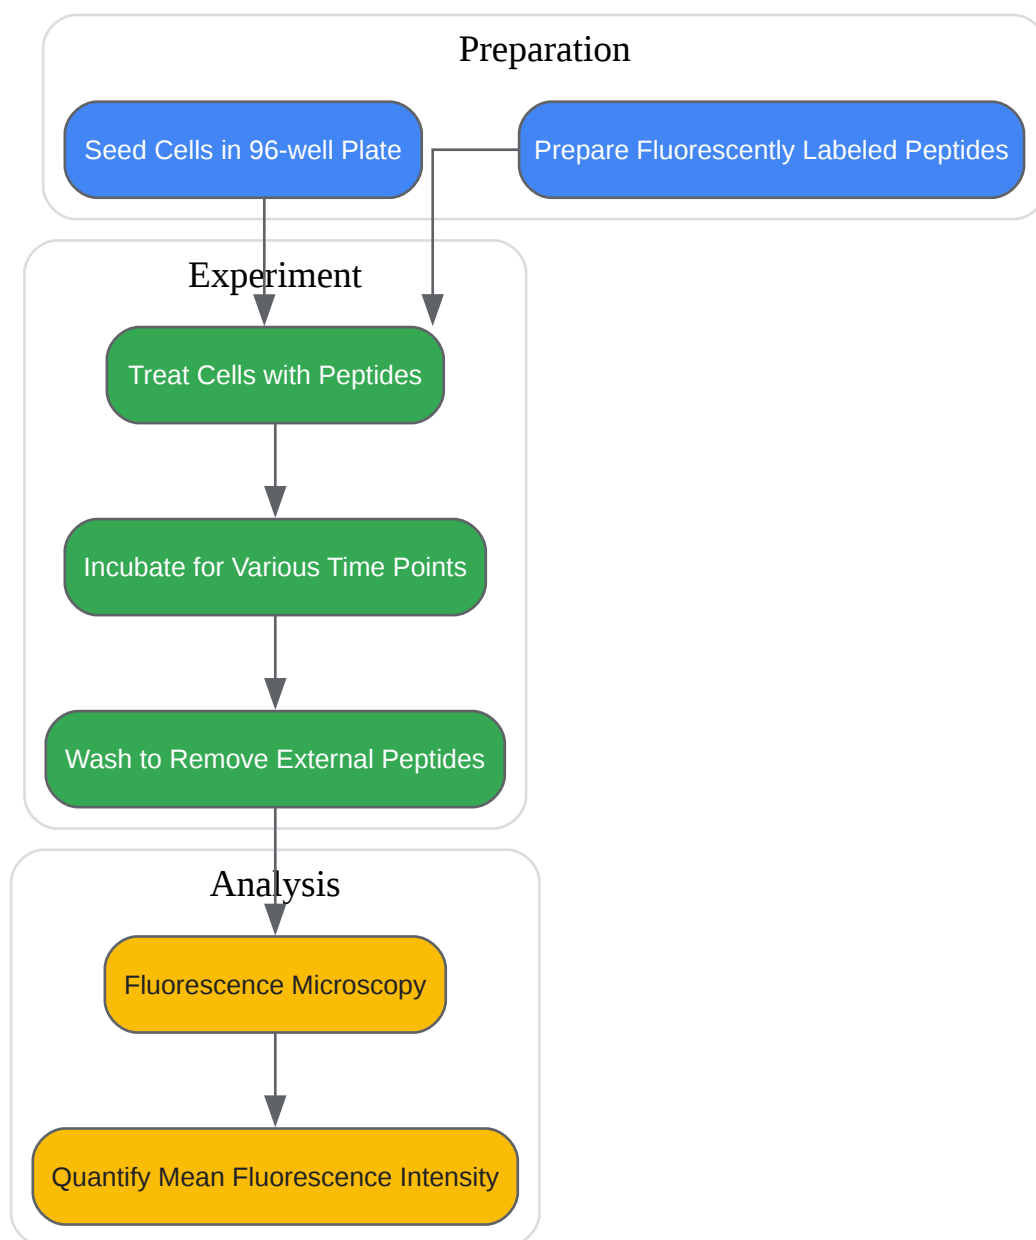 Preparation
Seed Cells in 96-well Plate
Prepare Fluorescently Labeled Peptides
Experiment
Treat Cells with Peptides
Incubate for Various Time Points
Wash to Remove External Peptides
Analysis
Fluorescence Microscopy
Quantify Mean Fluorescence Intensity